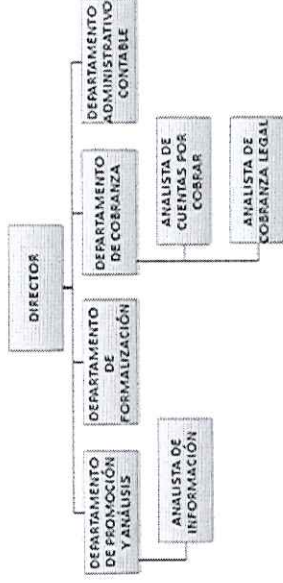 DIRECTOR
DEPARTAMENTO
DE PROMOCIÓN
Y ANÁLISIS
DEPARTAMENTO
DE
FORMALIZACIÓN
DEPARTAMENTO
DE COBRANZA
DEPARTAMENTO
ADMINISTRATIVO
CONTABLE
ANALISTA DE
INFORMACIÓN
ANALISTA DE
CUENTAS POR
COBRAR
ANALISTA DE
COBRANZA LEGAL